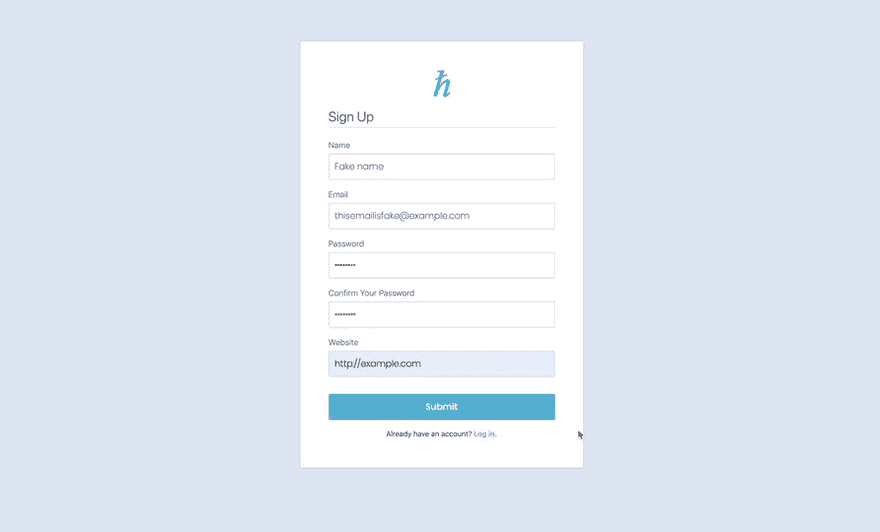 ħ
Sign Up
Name
Fake name
Email
thisemailisfake@example.com
Password
••••••••
Confirm Your Password
••••••••
Website
http://example.com
Submit
Already have an account? Log in.